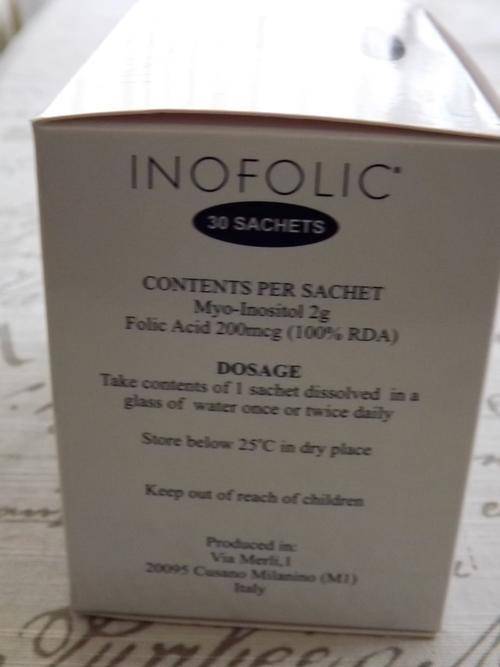 INOFOLIC®
30 SACHETS
CONTENTS PER SACHET
Myo-Inositol 2g
Folic Acid 200mcg (100% RDA)
DOSAGE
Take contents of 1 sachet dissolved in a
glass of water once or twice daily
Store below 25°C in dry place
Keep out of reach of children
Produced in:
Via Merli,1
20095 Cusano Milanino (M1)
Italy